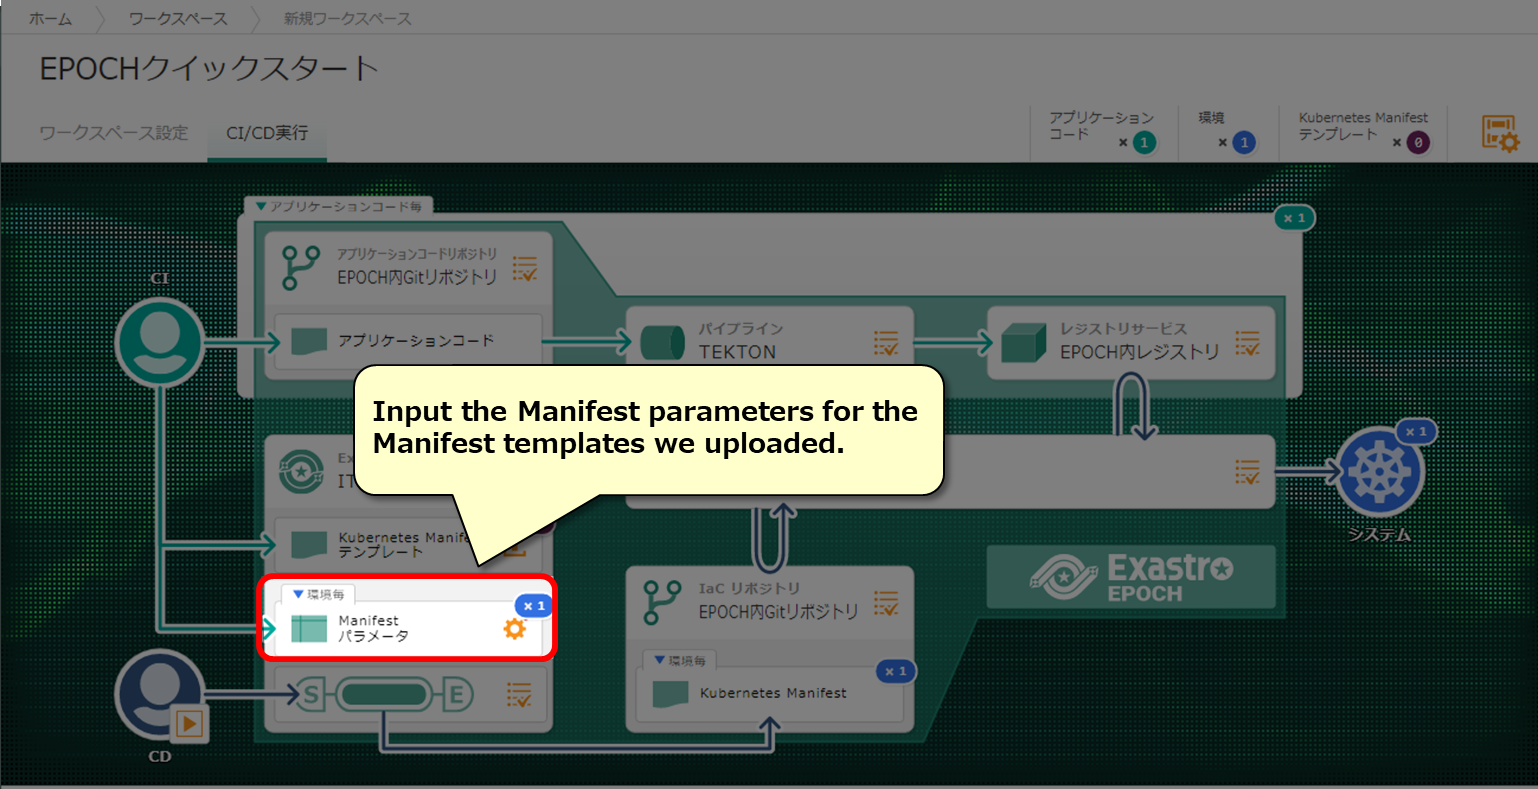 ホーム
ワークスペース
新規ワークスペース
EPOCHクイックスタート
ワークスペース設定
CI/CD実行
アプリケーション
コード
× 1
環境
× 1
Kubernetes Manifest
テンプレート
× 0
▼アプリケーションコード毎
× 1
アプリケーションコードリポジトリ
EPOCH内Gitリポジトリ
CI
アプリケーションコード
パイプライン
TEKTON
レジストリサービス
EPOCH内レジストリ
Input the Manifest parameters for the
Manifest templates we uploaded.
Ex
IT
× 1
システム
Kubernetes Manife
テンプレート
Exastro
EPOCH
▼環境毎
× 1
Manifest
パラメータ
IaC リポジトリ
EPOCH内Gitリポジトリ
▼環境毎
× 1
Kubernetes Manifest
S
E
CD